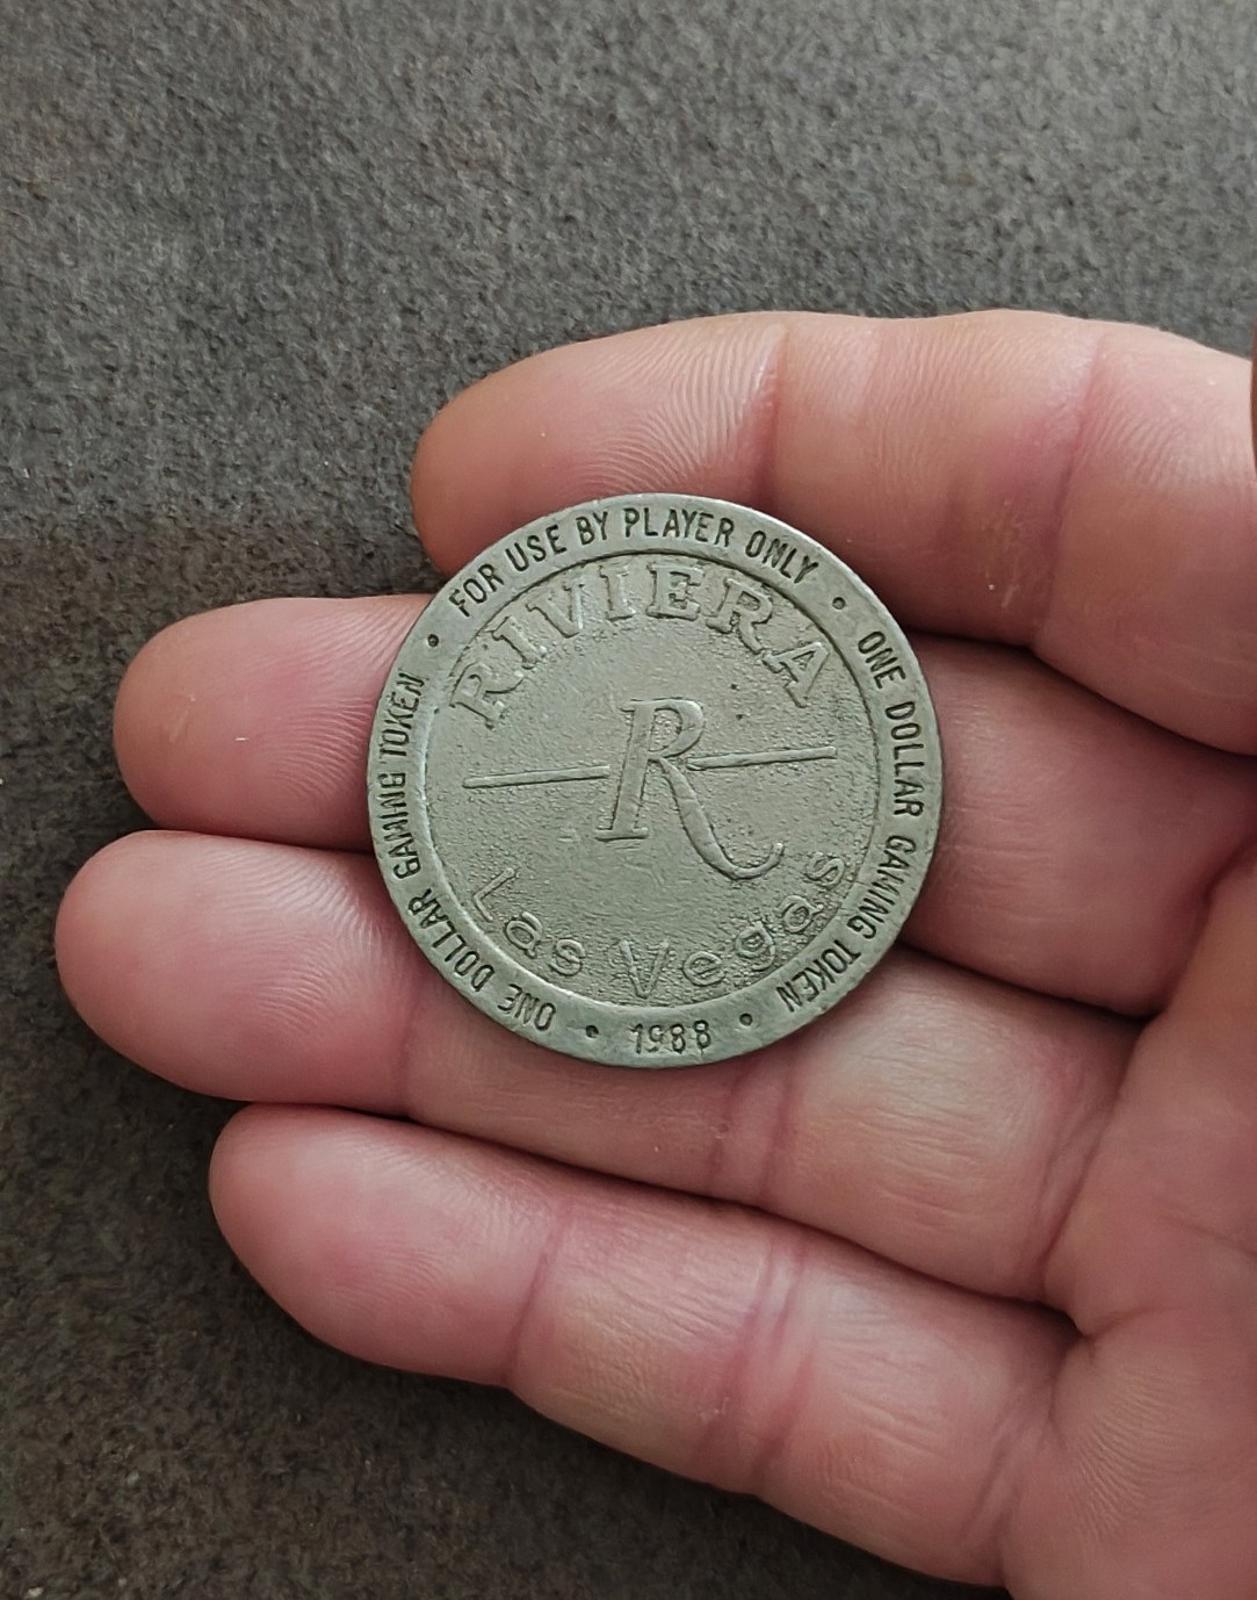 FOR USE BY PLAYER ONLY • ONE DOLLAR GAMING TOKEN • 1988 • ONE DOLLAR GAMING TOKEN •
RIVIERA
R
Las Vegas